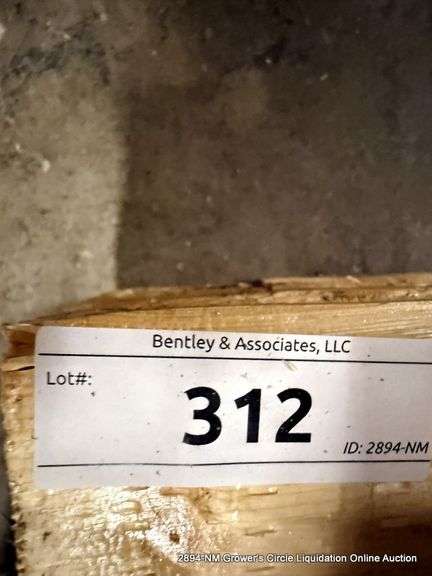 Bentley & Associates, LLC
Lot#:
312
ID: 2894-NM
2894-NM Grower's Circle Liquidation Online Auction